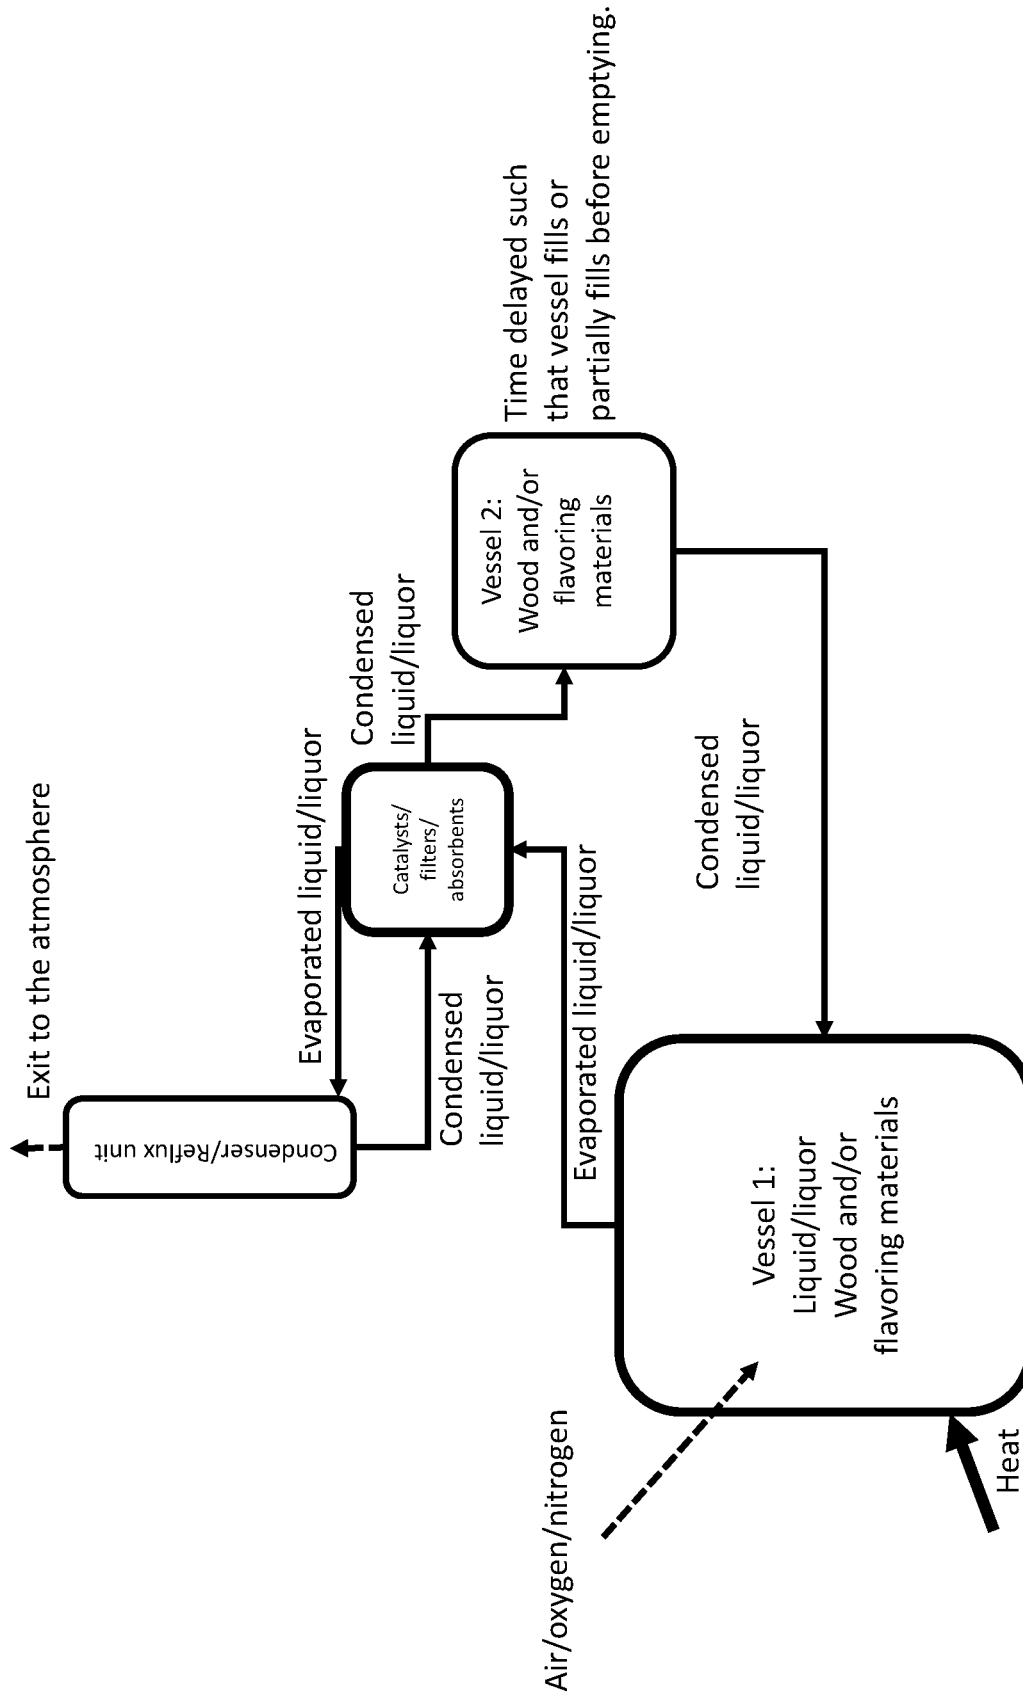 Exit to the atmosphere
Condenser/Reflux unit
Evaporated liquid/liquor
Condensed
liquid/liquor
Catalysts/
filters/
absorbents
Condensed
liquid/liquor
Evaporated liquid/liquor
Vessel 2:
Wood and/or
flavoring
materials
Time delayed such
that vessel fills or
partially fills before emptying.
Air/oxygen/nitrogen
Vessel 1:
Liquid/liquor
Wood and/or
flavoring materials
Condensed
liquid/liquor
Heat